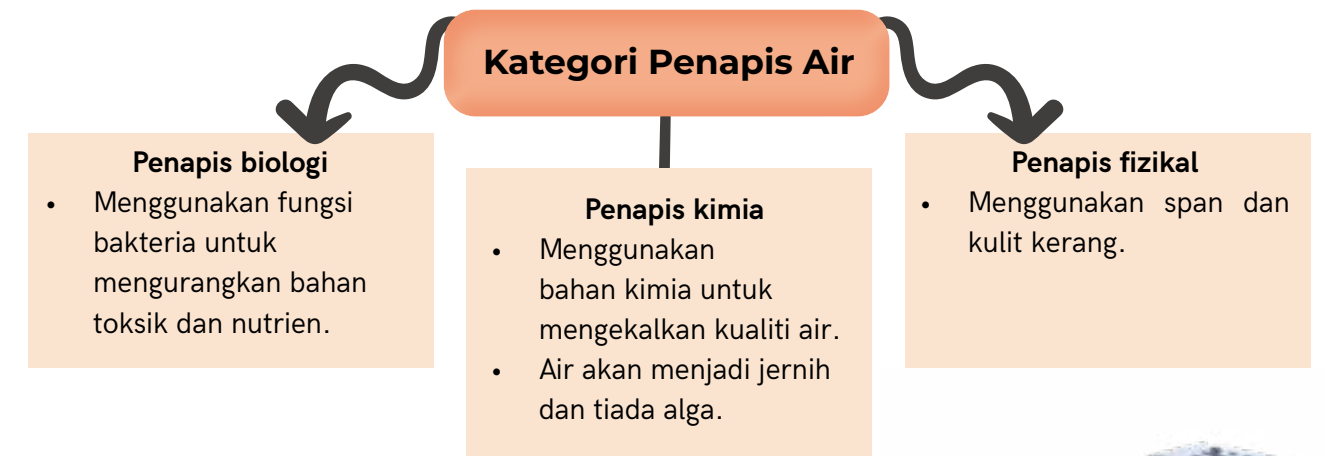 Kategori Penapis Air
Penapis biologi
• Menggunakan fungsi
bakteria untuk
mengurangkan bahan
toksik dan nutrien.
Penapis kimia
• Menggunakan
bahan kimia untuk
mengekalkan kualiti air.
• Air akan menjadi jernih
dan tiada alga.
Penapis fizikal
• Menggunakan span dan
kulit kerang.